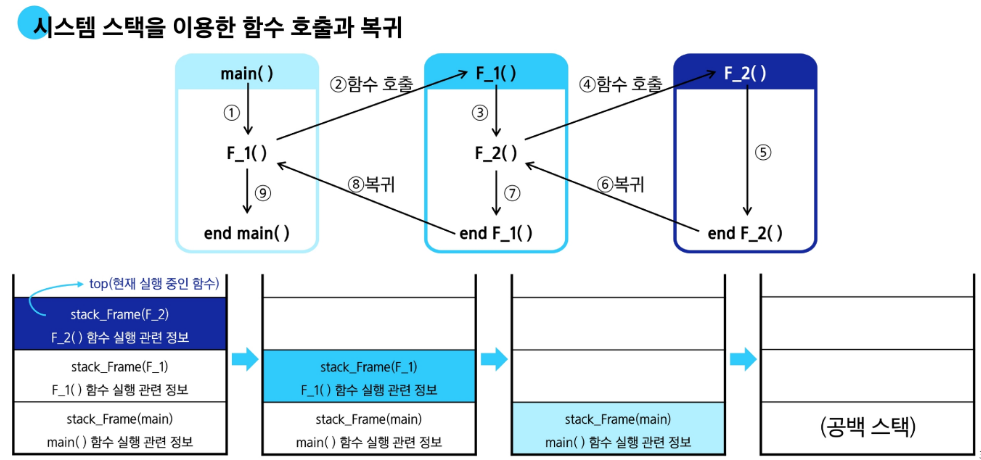 시스템 스택을 이용한 함수 호출과 복귀
main( )
F_1( )
F_2( )
②함수 호출
④함수 호출
①
③
⑤
F_1( )
F_2( )
⑧복귀
⑥복귀
⑨
⑦
end main( )
end F_1( )
end F_2( )
top(현재 실행 중인 함수)
stack_Frame(F_2)
F_2( ) 함수 실행 관련 정보
stack_Frame(F_1)
F_1( ) 함수 실행 관련 정보
stack_Frame(main)
main( ) 함수 실행 관련 정보
stack_Frame(F_1)
F_1( ) 함수 실행 관련 정보
stack_Frame(main)
main( ) 함수 실행 관련 정보
stack_Frame(main)
main( ) 함수 실행 관련 정보
(공백 스택)